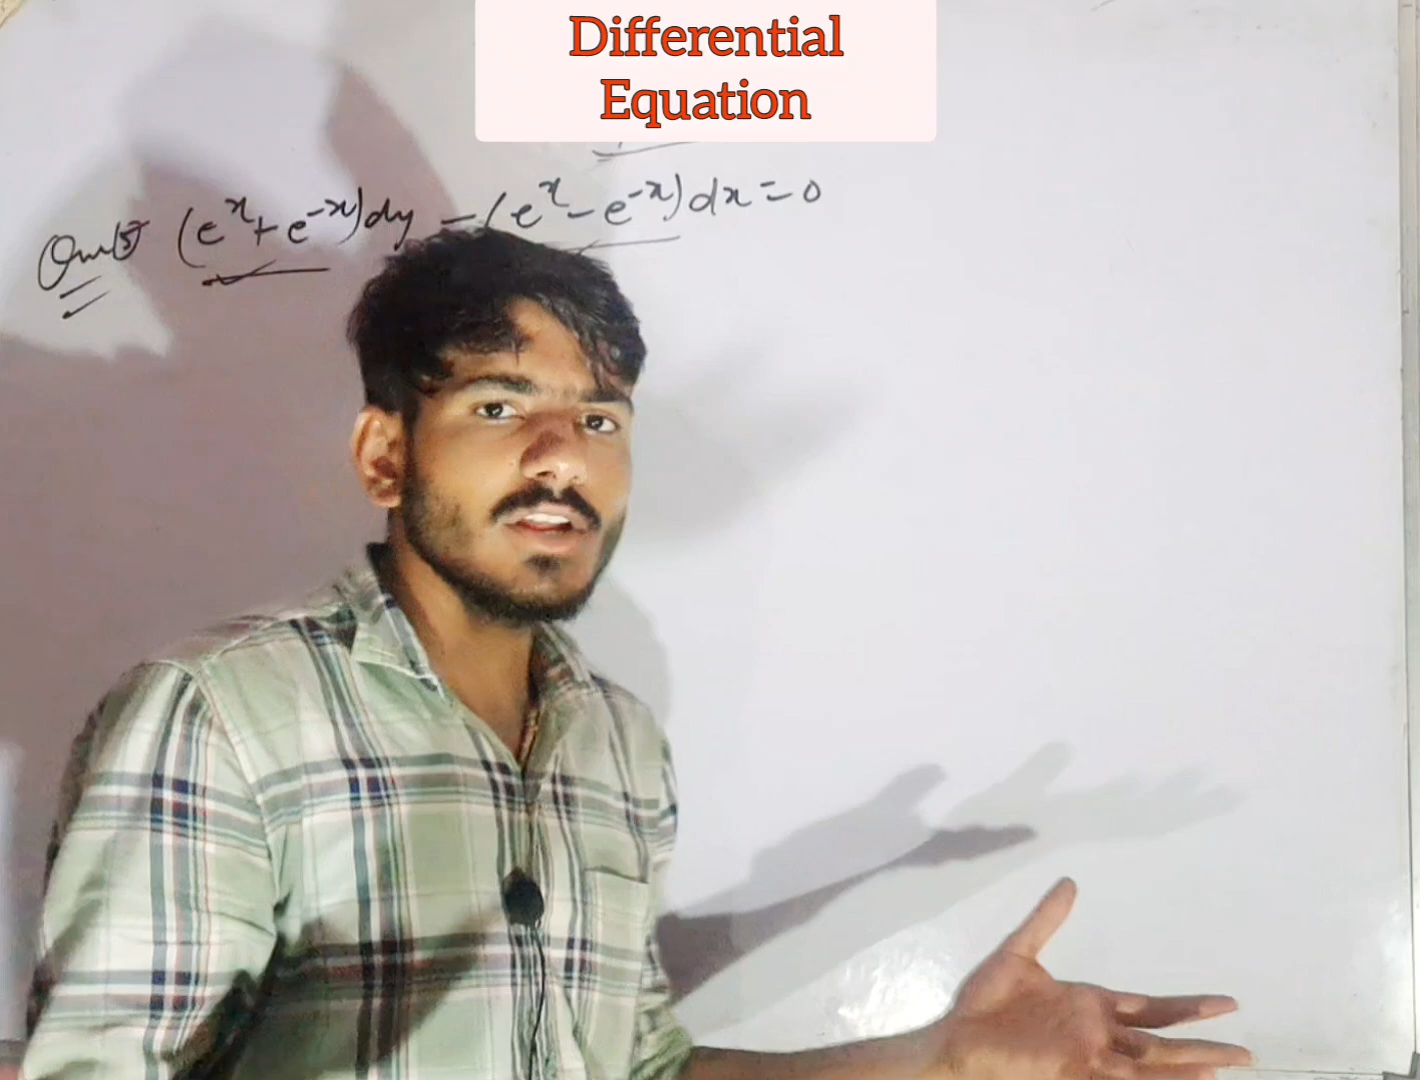 Differential
Equation
(e^x + e^-x) dy - (e^x - e^-x) dx = 0